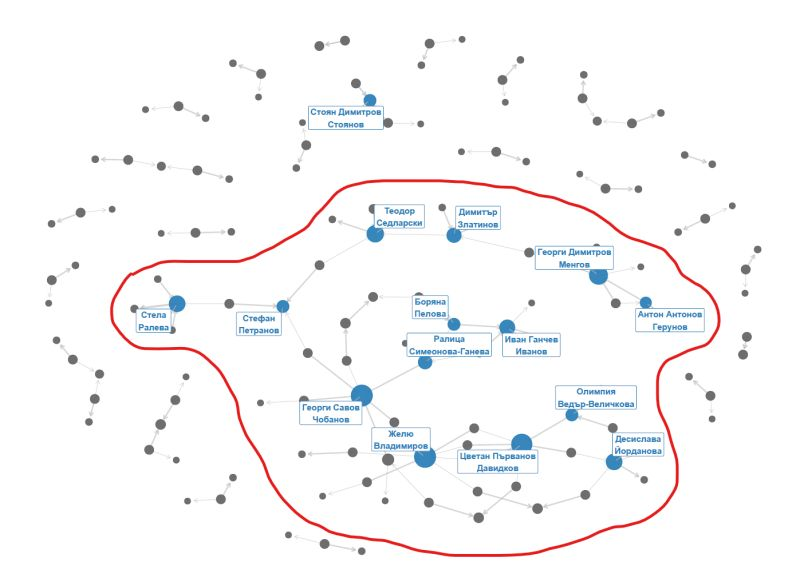 Стоян Димитров
Стоянов
Теодор
Седларски
Димитър
Златинов
Георги Димитров
Менгов
Стела
Ралева
Стефан
Петранов
Боряна
Пелова
Антон Антонов
Герунов
Ралица
Симеонова-Ганева
Иван Ганчев
Иванов
Георги Савов
Чобанов
Олимпия
Ведър-Величкова
Желю
Владимиров
Цветан Първанов
Давидков
Десислава
Йорданова